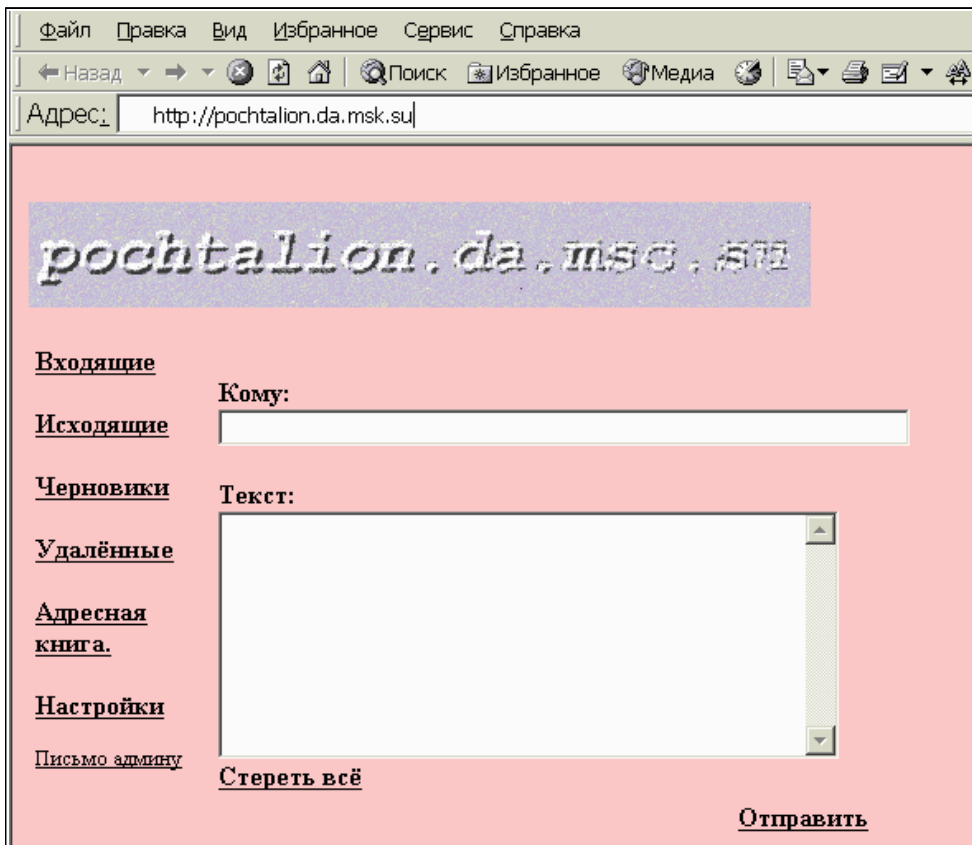 Файл Правка Вид Избранное Сервис Справка
Назад Поиск Избранное Медиа
Адрес: http://pochtalion.da.msk.su
pochtalion.da.msc.su
Входящие
Кому:
Исходящие
Черновики
Текст:
Удалённые
Адресная
книга.
Настройки
Письмо админу
Стереть всё
Отправить